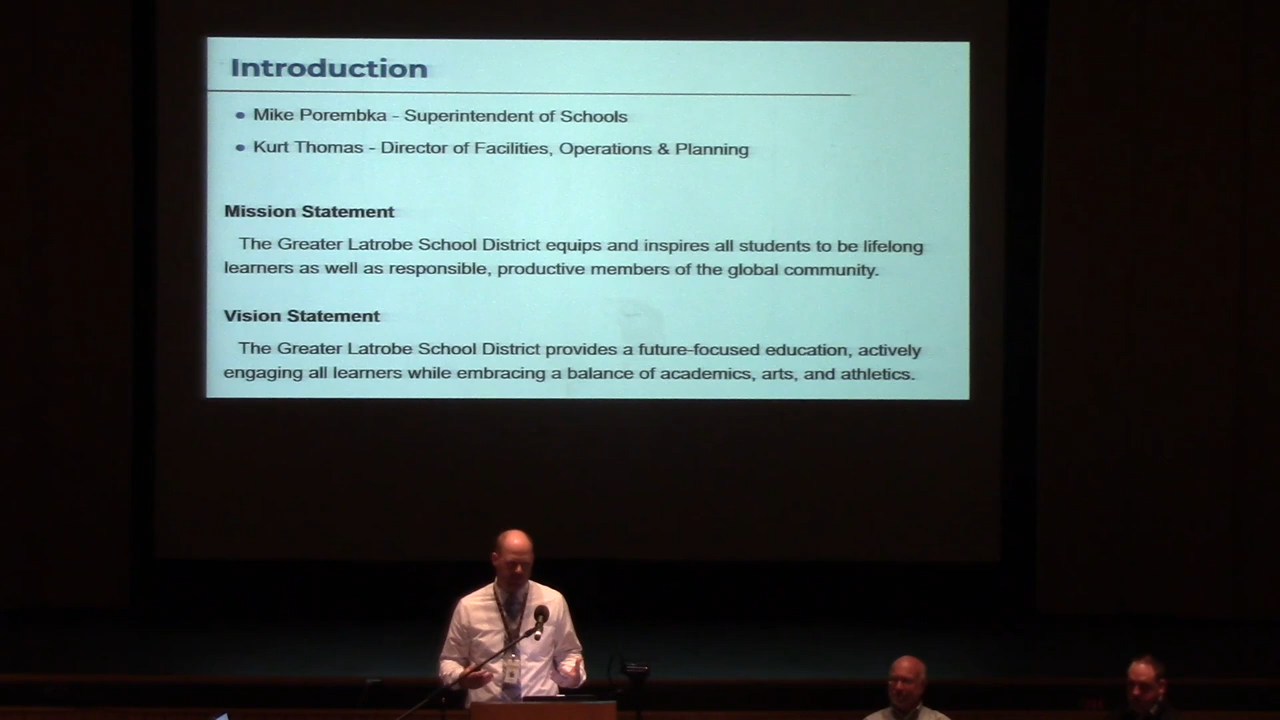 Introduction
• Mike Porembka - Superintendent of Schools
• Kurt Thomas - Director of Facilities, Operations & Planning
Mission Statement
The Greater Latrobe School District equips and inspires all students to be lifelong
learners as well as responsible, productive members of the global community.
Vision Statement
The Greater Latrobe School District provides a future-focused education, actively
engaging all learners while embracing a balance of academics, arts, and athletics.